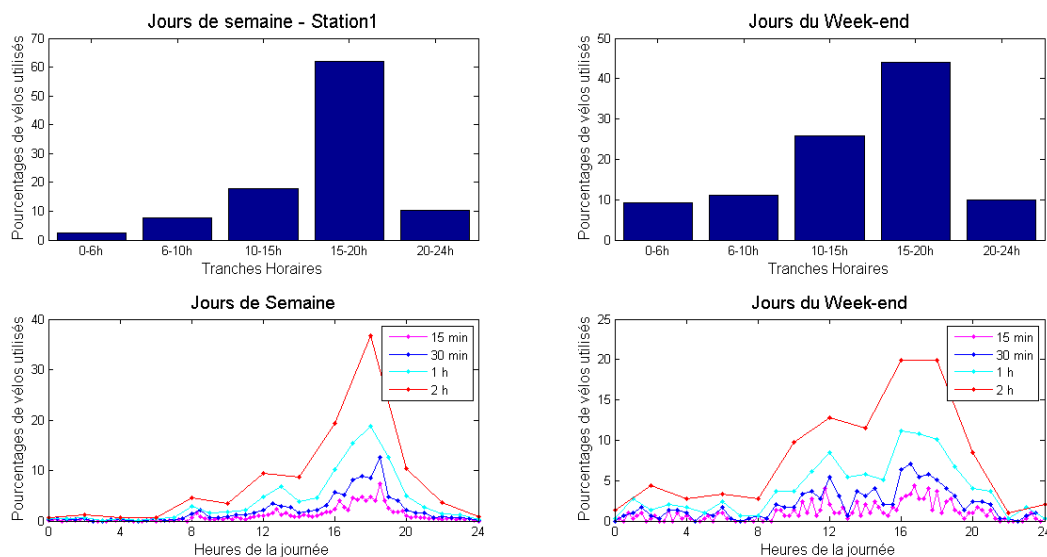 Jours de semaine - Station1
Pourcentages de vélos utilisés
70
60
50
40
30
20
10
0
0-6h 6-10h 10-15h 15-20h 20-24h
Tranches Horaires
Jours du Week-end
Pourcentages de vélos utilisés
50
40
30
20
10
0
0-6h 6-10h 10-15h 15-20h 20-24h
Tranches Horaires
Jours de Semaine
Pourcentages de vélos utilisés
40
30
20
10
0
15 min
30 min
1 h
2 h
0 4 8 12 16 20 24
Heures de la journée
Jours du Week-end
Pourcentages de vélos utilisés
25
20
15
10
5
0
15 min
30 min
1 h
2 h
0 4 8 12 16 20 24
Heures de la journée